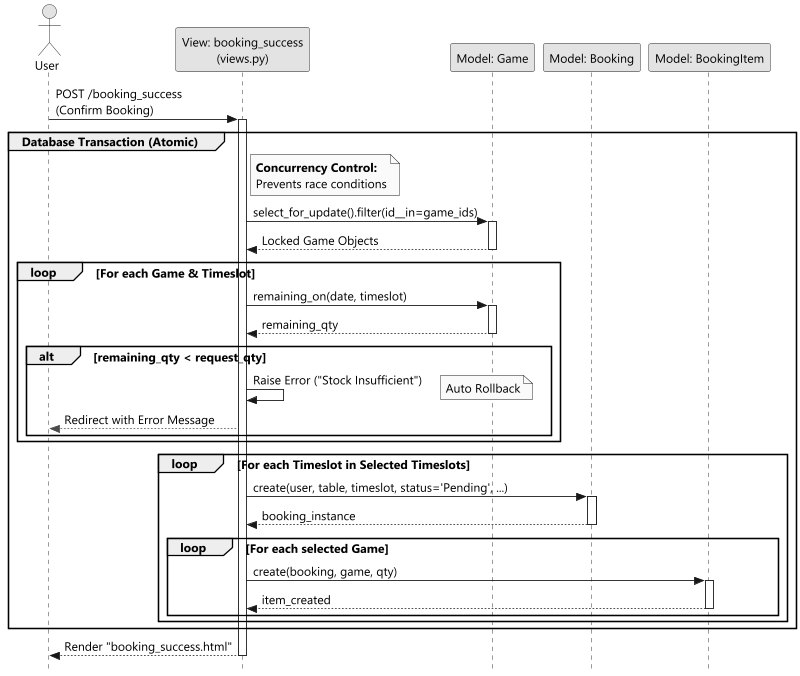 User
View: booking_success
(views.py)
Model: Game
Model: Booking
Model: BookingItem
POST /booking_success
(Confirm Booking)
Database Transaction (Atomic)
Concurrency Control:
Prevents race conditions
select_for_update().filter(id__in=game_ids)
Locked Game Objects
loop [For each Game & Timeslot]
remaining_on(date, timeslot)
remaining_qty
alt [remaining_qty < request_qty]
Raise Error ("Stock Insufficient")
Auto Rollback
Redirect with Error Message
loop [For each Timeslot in Selected Timeslots]
create(user, table, timeslot, status='Pending', ...)
booking_instance
loop [For each selected Game]
create(booking, game, qty)
item_created
Render "booking_success.html"